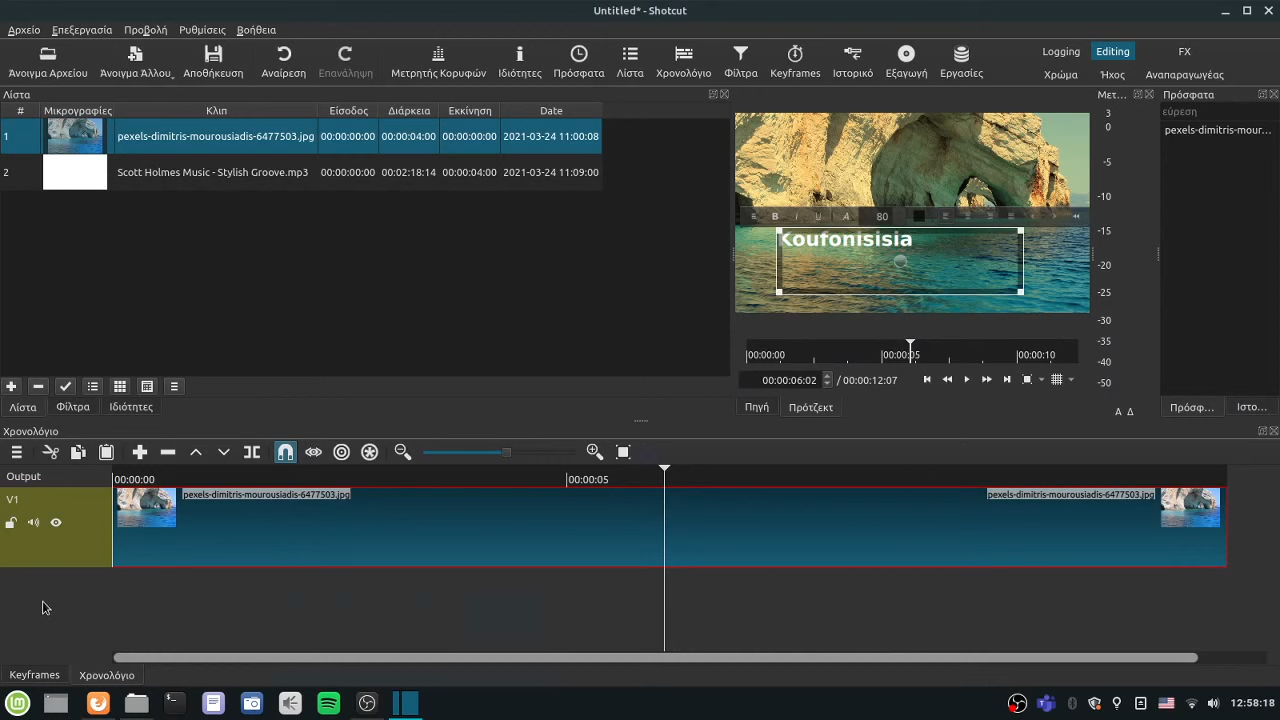 Untitled* - Shotcut
Αρχείο Επεξεργασία Προβολή Ρυθμίσεις Βοήθεια
Άνοιγμα Αρχείου Άνοιγμα Άλλου Αποθήκευση Αναίρεση Επανάληψη Μετρητής Κορυφών Ιδιότητες Πρόσφατα Λίστα Χρονολόγιο Φίλτρα Keyframes Ιστορικό Εξαγωγή Εργασίες
Logging Editing FX
Χρώμα Ήχος Αναπαραγωγέας
Λίστα
# Μικρογραφίες Κλιπ Είσοδος Διάρκεια Εκκίνηση Date
1 pexels-dimitris-mourousiadis-6477503.jpg 00:00:00:00 00:00:04:00 00:00:00:00 2021-03-24 11:00:08
2 Scott Holmes Music - Stylish Groove.mp3 00:00:00:00 00:02:18:14 00:00:04:00 2021-03-24 11:09:00
B I U A 80
Koufonisisia
00:00:00 00:00:05 00:00:10
00:00:06:02 / 00:00:12:07
Πηγή Πρότζεκτ
Μετ...
3
0
-5
-10
-15
-20
-25
-30
-35
-40
-50
Πρόσφατα
εύρεση
pexels-dimitris-mour...
Α Δ
Πρόσφ... Ιστο...
Λίστα Φίλτρα Ιδιότητες
Χρονολόγιο
Output
00:00:00 00:00:05
V1
pexels-dimitris-mourousiadis-6477503.jpg pexels-dimitris-mourousiadis-6477503.jpg
Keyframes Χρονολόγιο
12:58:18